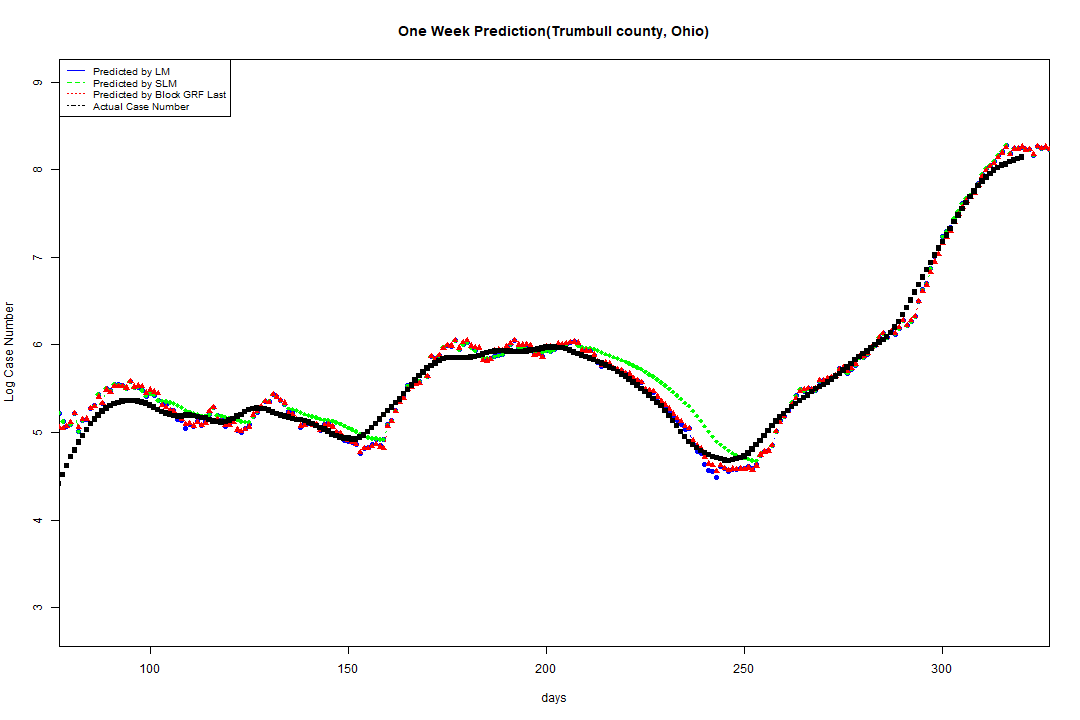 One Week Prediction(Trumbull county, Ohio)
Predicted by LM
Predicted by SLM
Predicted by Block GRF Last
Actual Case Number
9
8
7
6
5
4
3
Log Case Number
100 150 200 250 300
days